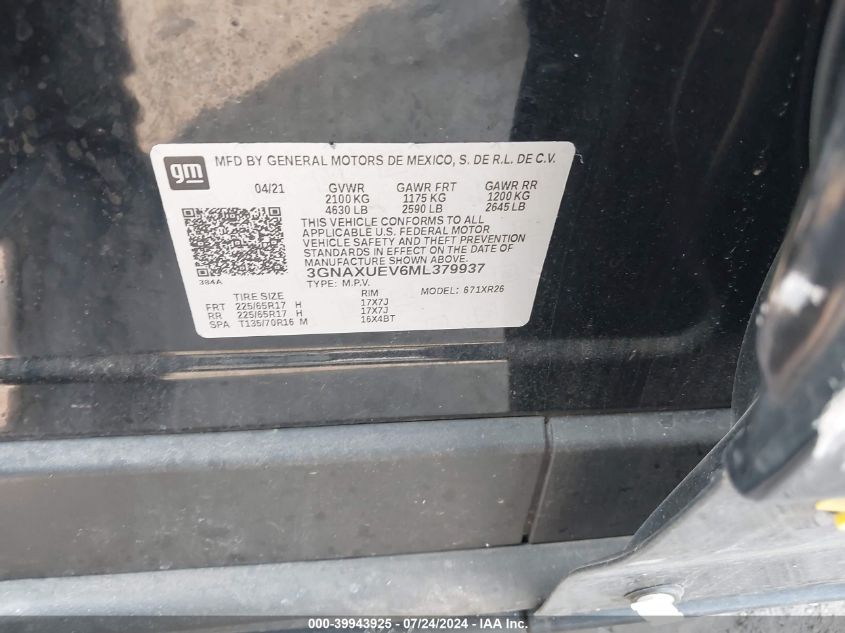 gm
MFD BY GENERAL MOTORS DE MEXICO, S. DE R.L. DE C.V.
04/21 GVWR GAWR FRT GAWR RR
2100 KG 1175 KG 1200 KG
4630 LB 2590 LB 2645 LB
THIS VEHICLE CONFORMS TO ALL
APPLICABLE U.S. FEDERAL MOTOR
VEHICLE SAFETY AND THEFT PREVENTION
STANDARDS IN EFFECT ON THE DATE OF
MANUFACTURE SHOWN ABOVE.
384A
3GNAXUEV6ML379937
TYPE: M.P.V. MODEL: 671XR26
TIRE SIZE RIM
FRT 225/65R17 H 17X7J
RR 225/65R17 H 17X7J
SPA T135/70R16 M 16X4BT
000-39943925 - 07/24/2024 - IAA Inc.